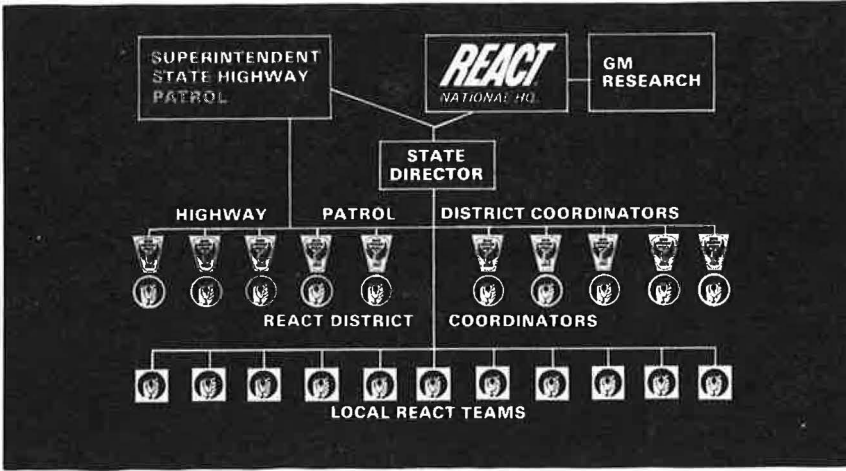 SUPERINTENDENT
STATE HIGHWAY
PATROL
REACT
NATIONAL HQ.
GM
RESEARCH
STATE
DIRECTOR
HIGHWAY PATROL DISTRICT COORDINATORS
REACT DISTRICT COORDINATORS
LOCAL REACT TEAMS